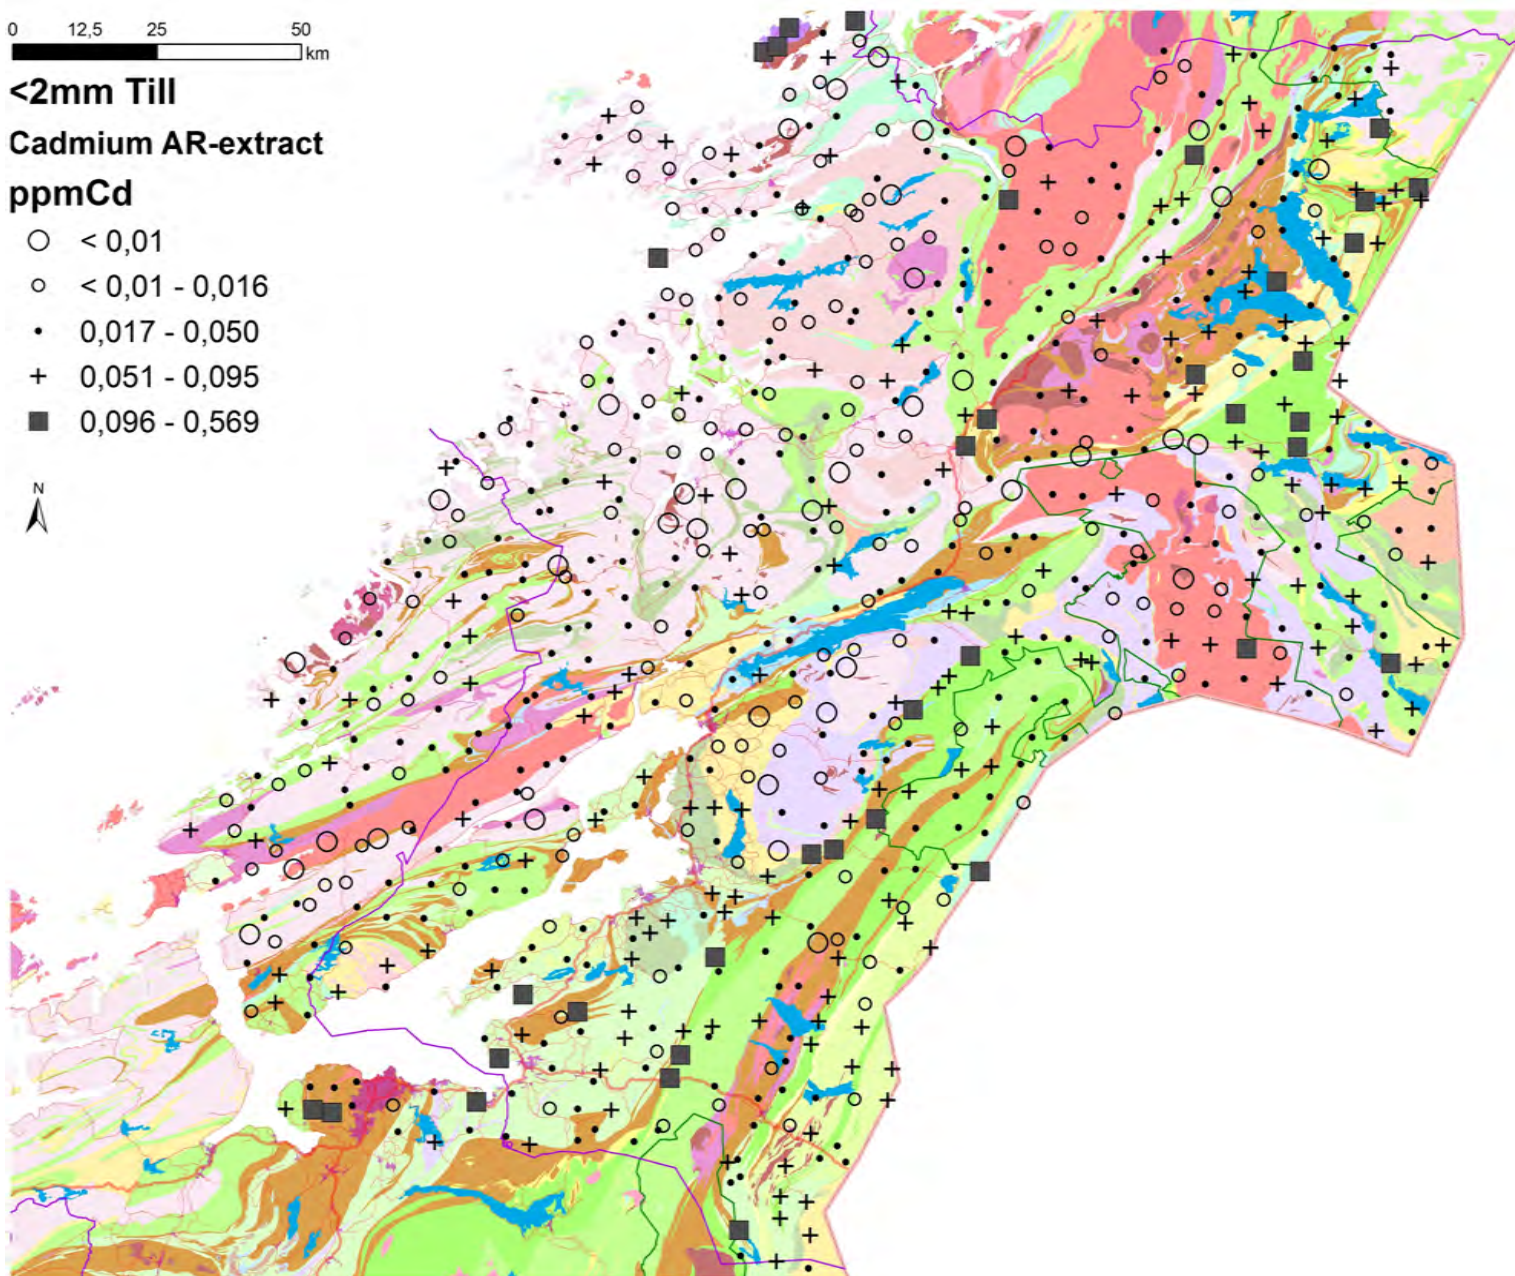 0 12,5 25 50
km
<2mm Till
Cadmium AR-extract
ppmCd
< 0,01
< 0,01 - 0,016
0,017 - 0,050
0,051 - 0,095
0,096 - 0,569
N